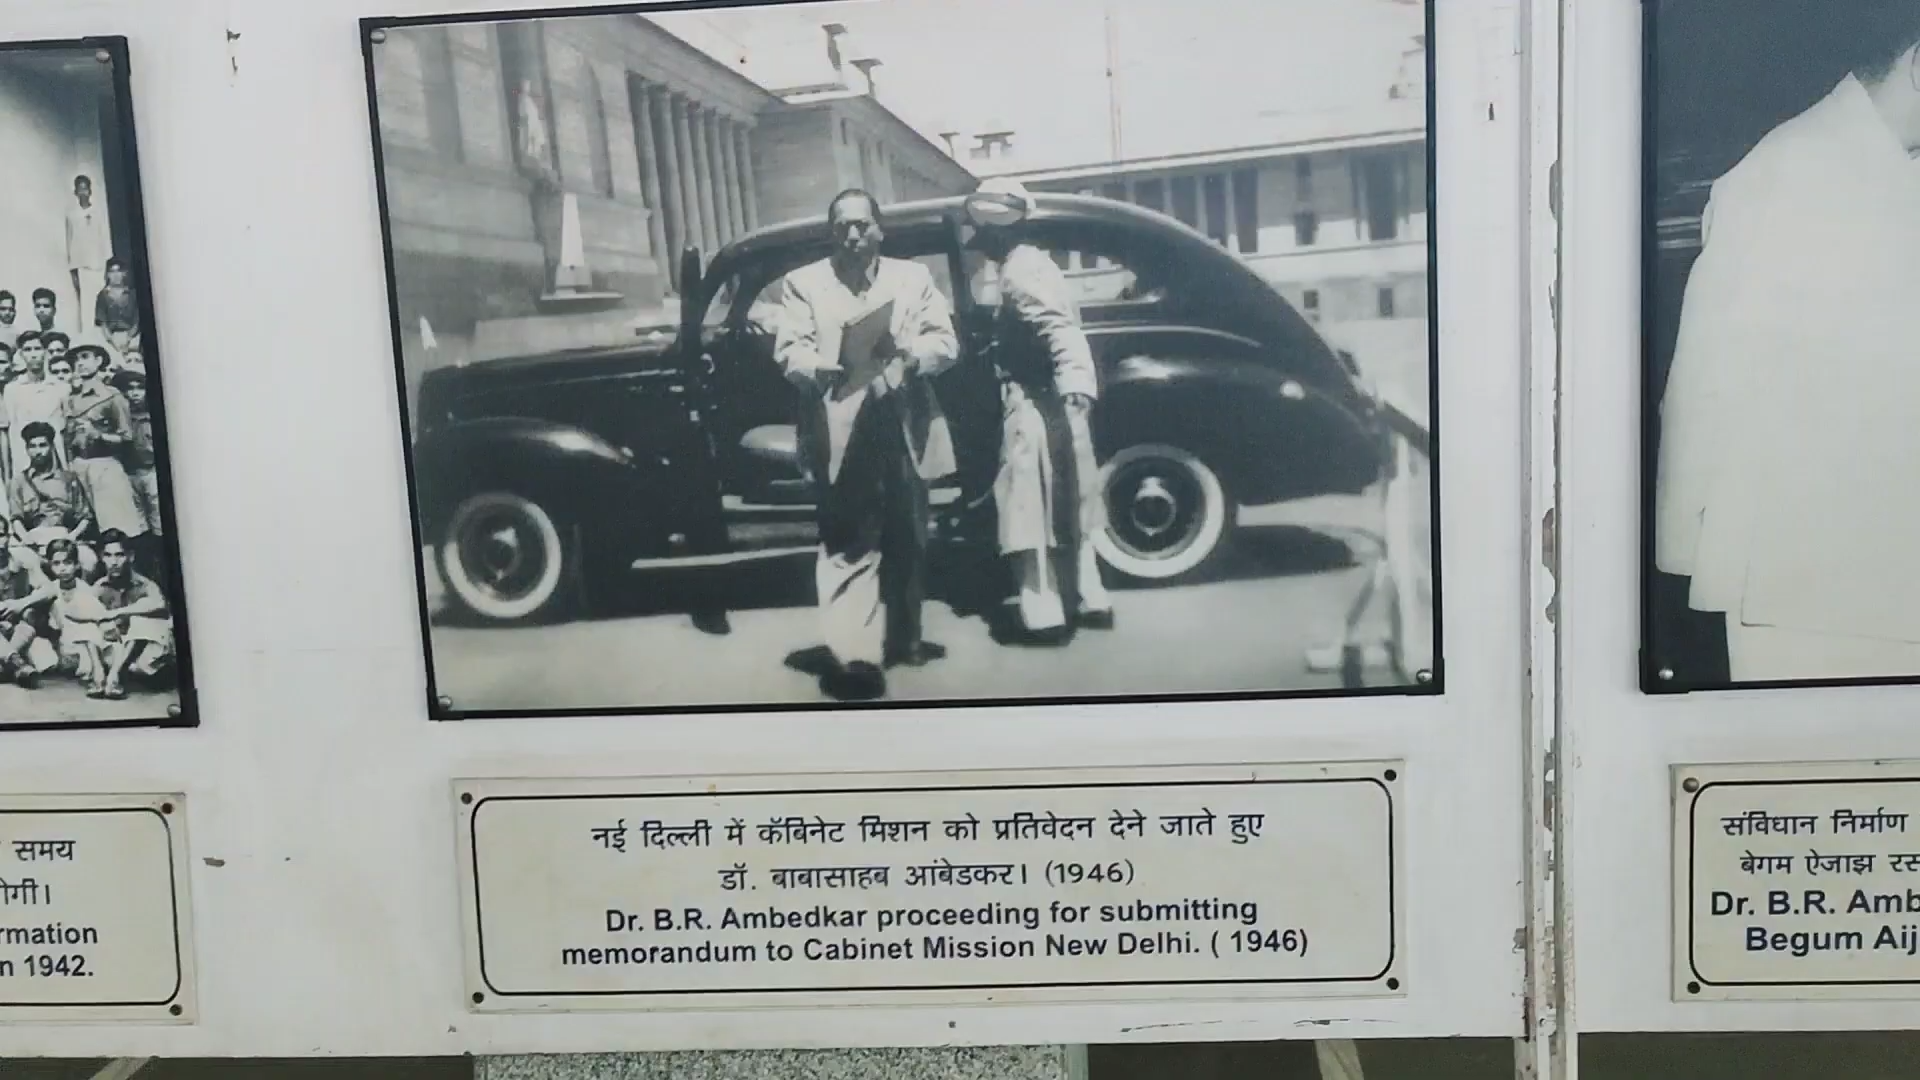 समय
ोगी।
rmation
n 1942.
नई दिल्ली में कॅबिनेट मिशन को प्रतिवेदन देने जाते हुए
डॉ. बाबासाहब आंबेडकर। (1946)
Dr. B.R. Ambedkar proceeding for submitting
memorandum to Cabinet Mission New Delhi. ( 1946)
संविधान निर्माण
बेगम ऐजाझ रस
Dr. B.R. Amb
Begum Aij